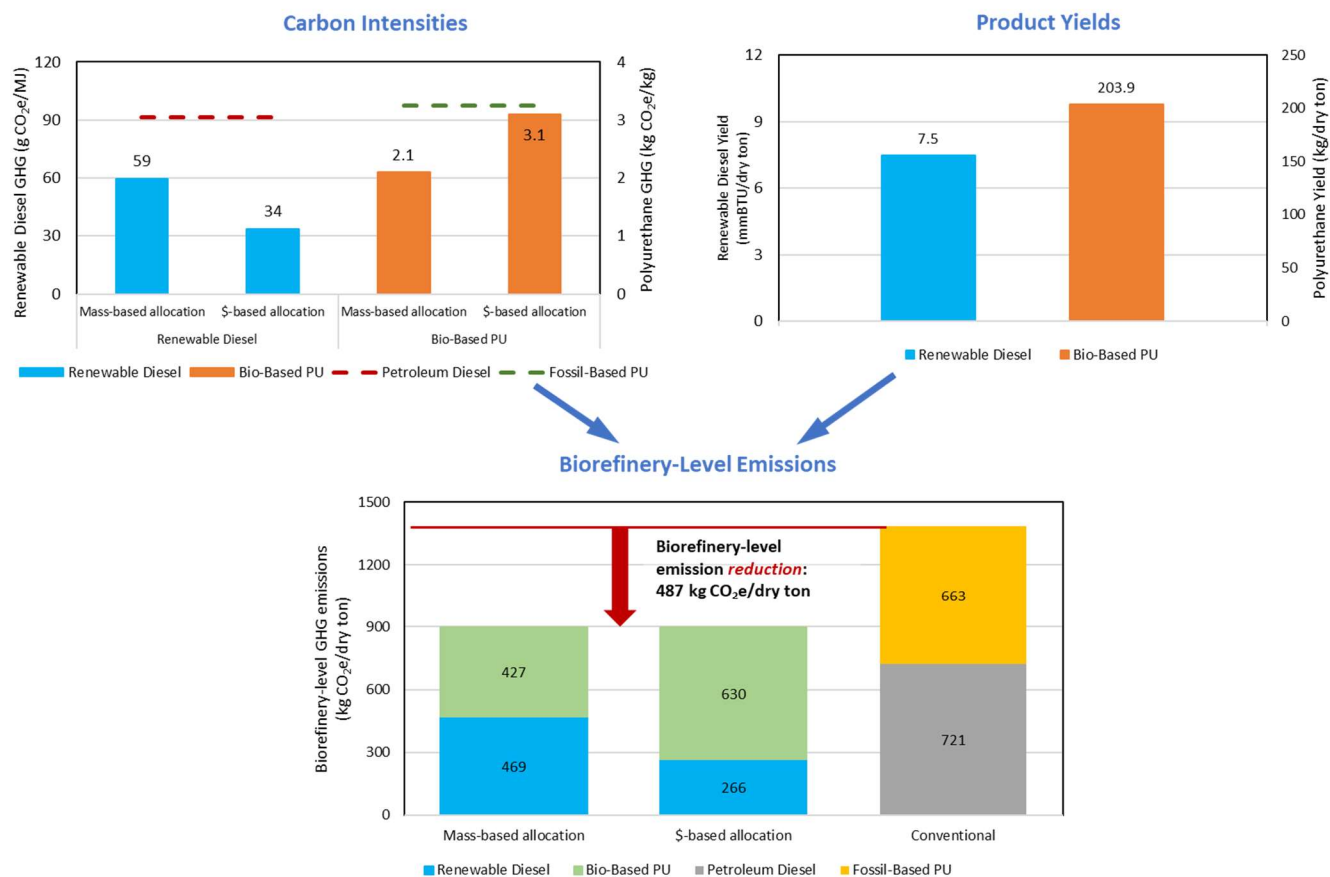 Carbon Intensities
Renewable Diesel GHG (g CO₂e/MJ)
120
90
60
30
0
59
34
2.1
3.1
4
3
2
1
0
Polyurethane GHG (kg CO₂e/kg)
Mass-based allocation
$-based allocation
Mass-based allocation
$-based allocation
Renewable Diesel
Bio-Based PU
Renewable Diesel
Bio-Based PU
Petroleum Diesel
Fossil-Based PU
Product Yields
Renewable Diesel Yield
(mmBTU/dry ton)
12
9
6
3
0
7.5
203.9
250
200
150
100
50
0
Polyurethane Yield (kg/dry ton)
Renewable Diesel
Bio-Based PU
Biorefinery-Level Emissions
Biorefinery-level GHG emissions
(kg CO₂e/dry ton)
1500
1200
900
600
300
0
Biorefinery-level
emission reduction:
487 kg CO₂e/dry ton
427
469
630
266
663
721
Mass-based allocation
$-based allocation
Conventional
Renewable Diesel
Bio-Based PU
Petroleum Diesel
Fossil-Based PU